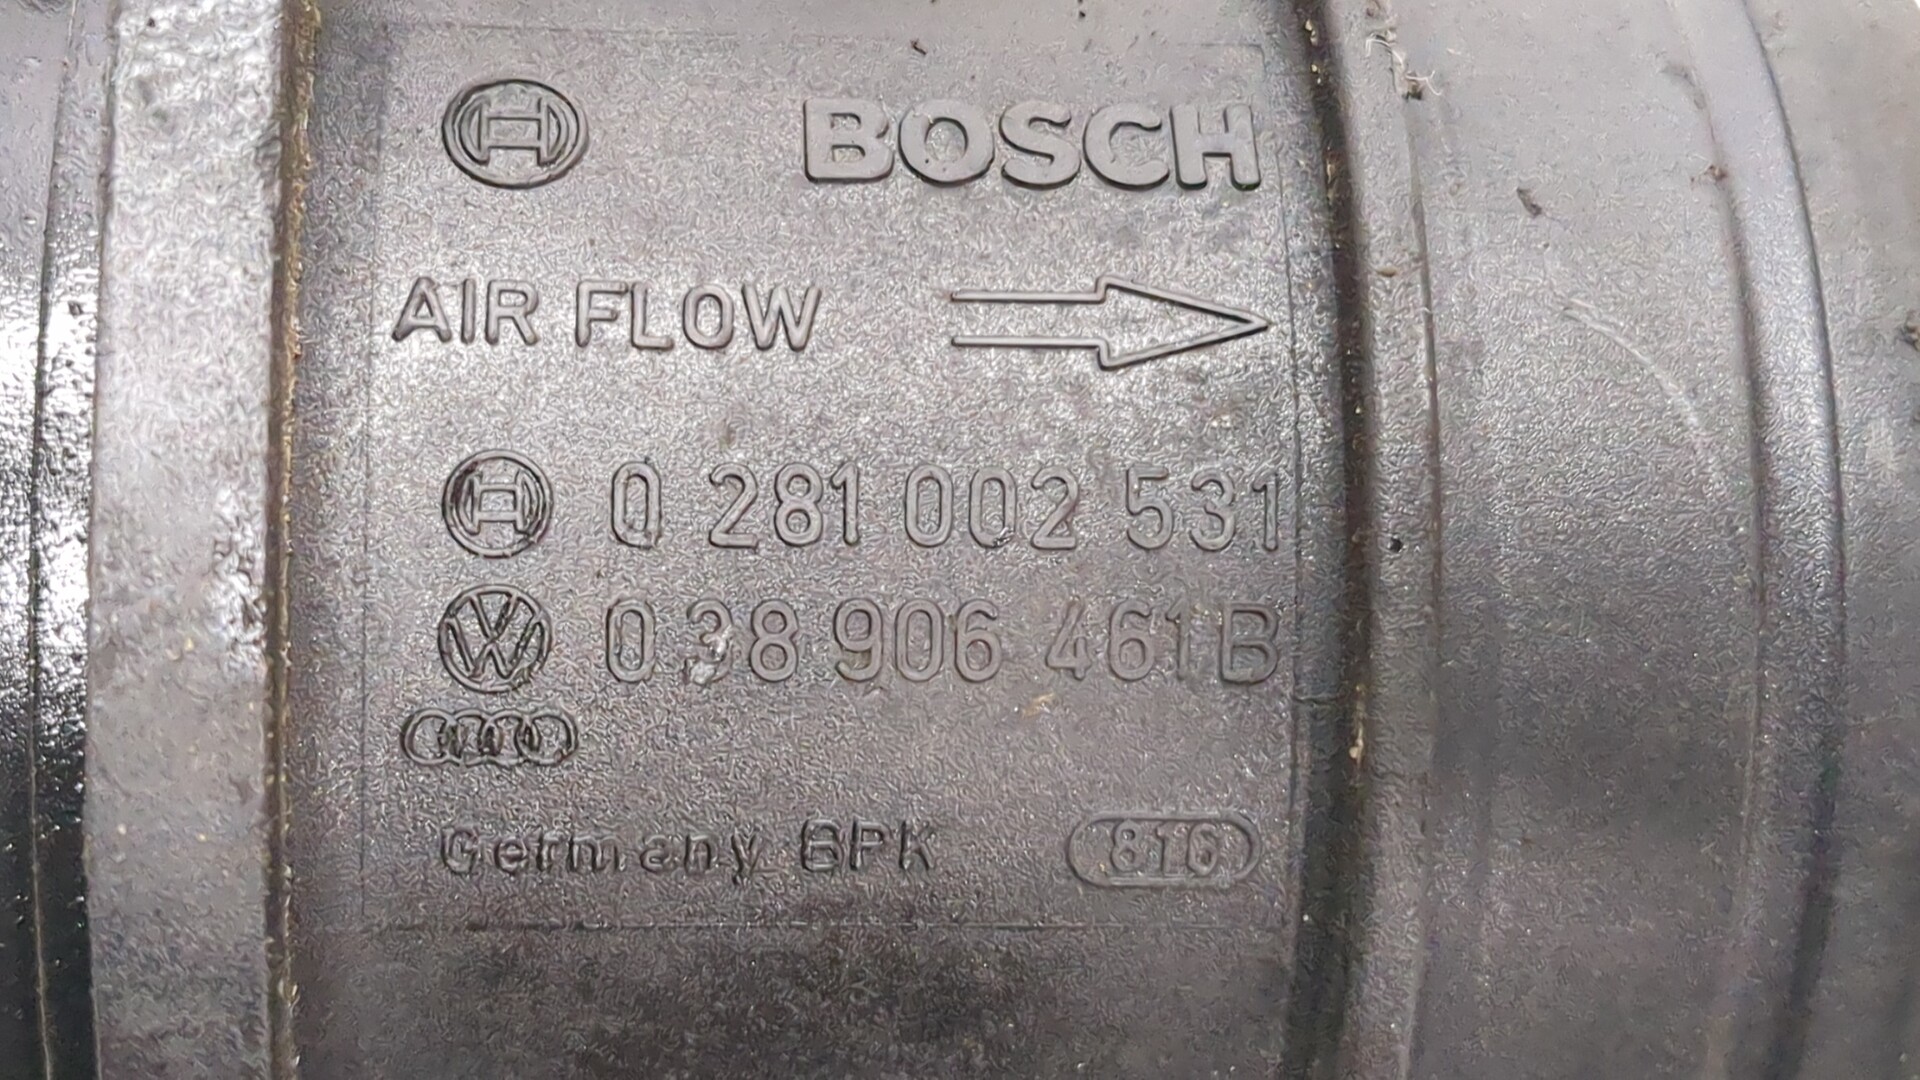 BOSCH
AIR FLOW
0 281 002 531
038 906 461 B
Germany BPK 816